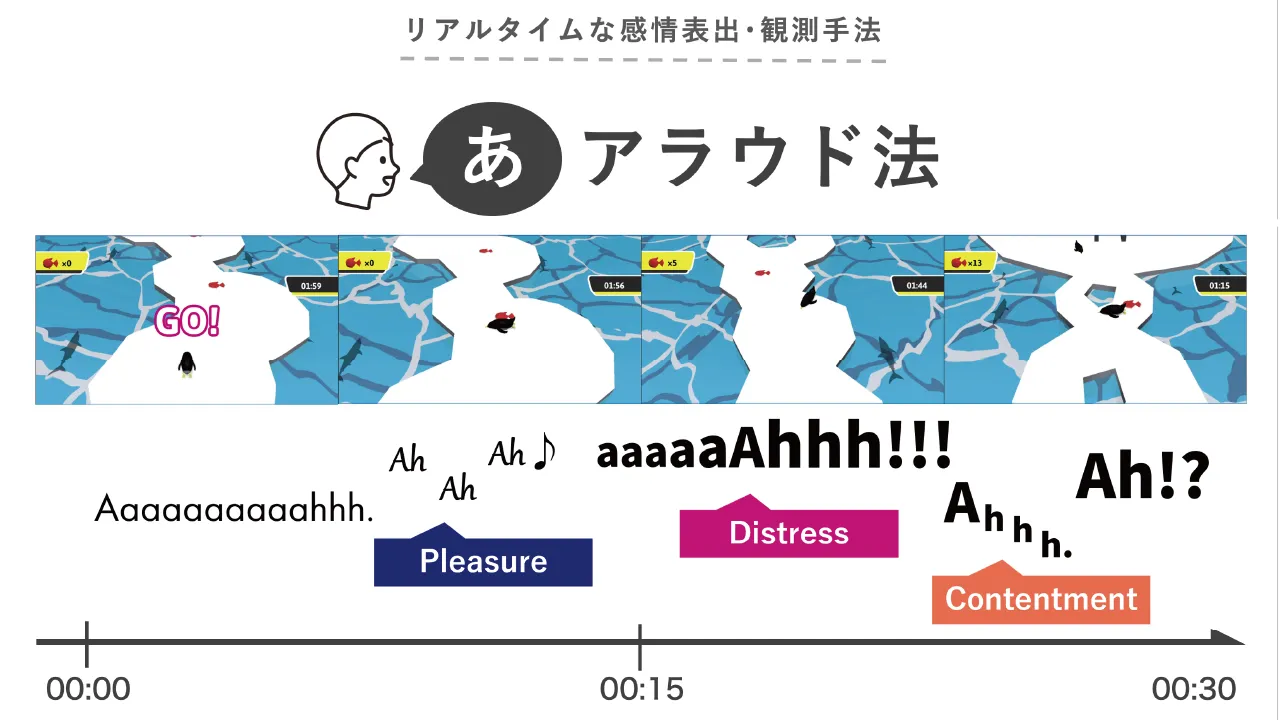 リアルタイムな感情表出・観測手法
あ アラウド法
×0
01:59
GO!
×0
01:56
×5
01:44
×13
01:15
Aaaaaaaaaahhh.
Ah
Ah
Ah♪
Pleasure
aaaaaAhhh!!!
Distress
Ahhh.
Contentment
Ah!?
00:00
00:15
00:30